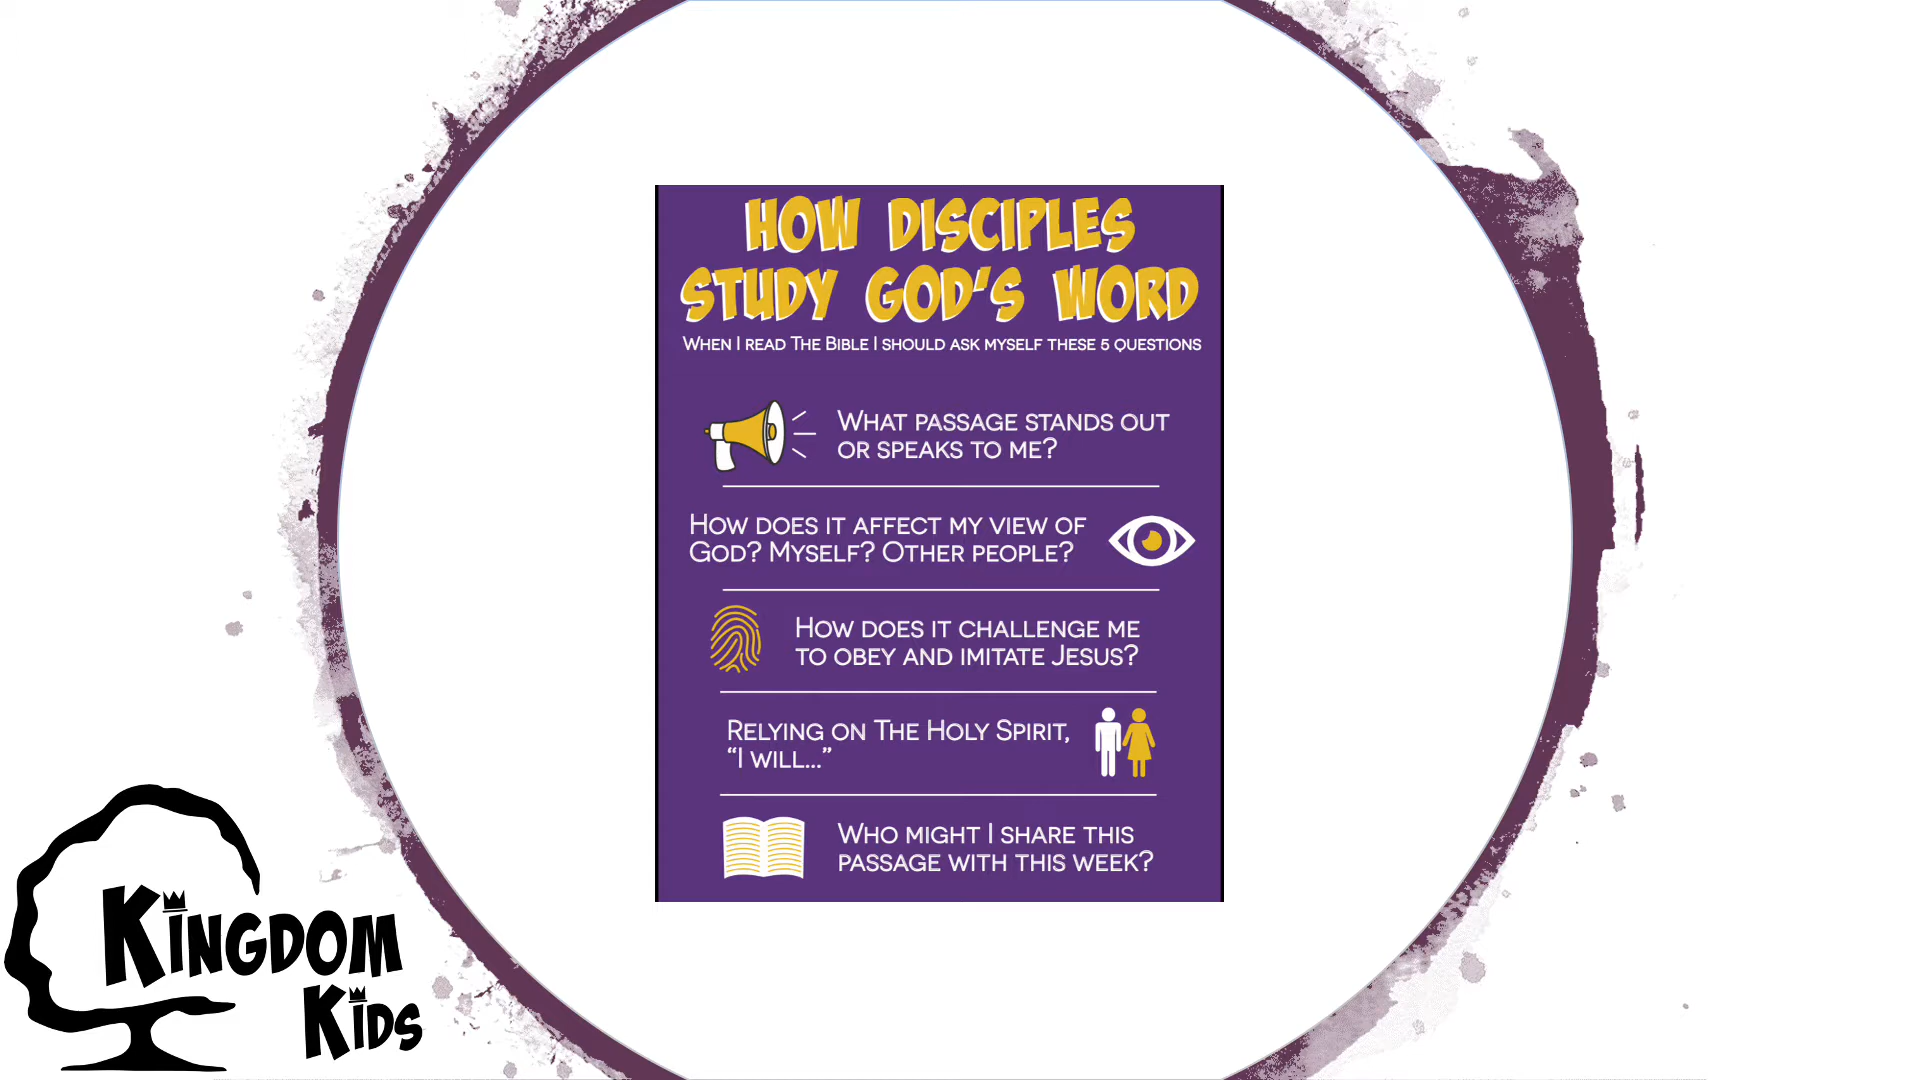 HOW DISCIPLES
STUDY GOD'S WORD
WHEN I READ THE BIBLE I SHOULD ASK MYSELF THESE 5 QUESTIONS
WHAT PASSAGE STANDS OUT
OR SPEAKS TO ME?
HOW DOES IT AFFECT MY VIEW OF
GOD? MYSELF? OTHER PEOPLE?
HOW DOES IT CHALLENGE ME
TO OBEY AND IMITATE JESUS?
RELYING ON THE HOLY SPIRIT,
“I WILL...”
WHO MIGHT I SHARE THIS
PASSAGE WITH THIS WEEK?
KINGDOM
KIDS